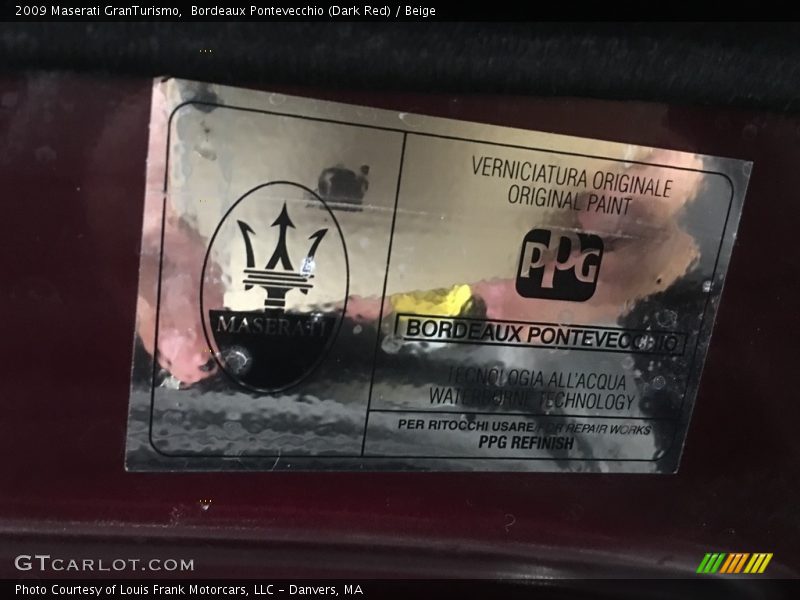 2009 Maserati GranTurismo,  Bordeaux Pontevecchio (Dark Red) / Beige
MASERATI
VERNICIATURA ORIGINALE
ORIGINAL PAINT
PPG
BORDEAUX PONTEVECCHIO
TECNOLOGIA ALL'ACQUA
WATERBORNE TECHNOLOGY
PER RITOCCHI USARE/FOR REPAIR WORKS
PPG REFINISH
GTCARLOT.COM
Photo Courtesy of Louis Frank Motorcars, LLC – Danvers, MA